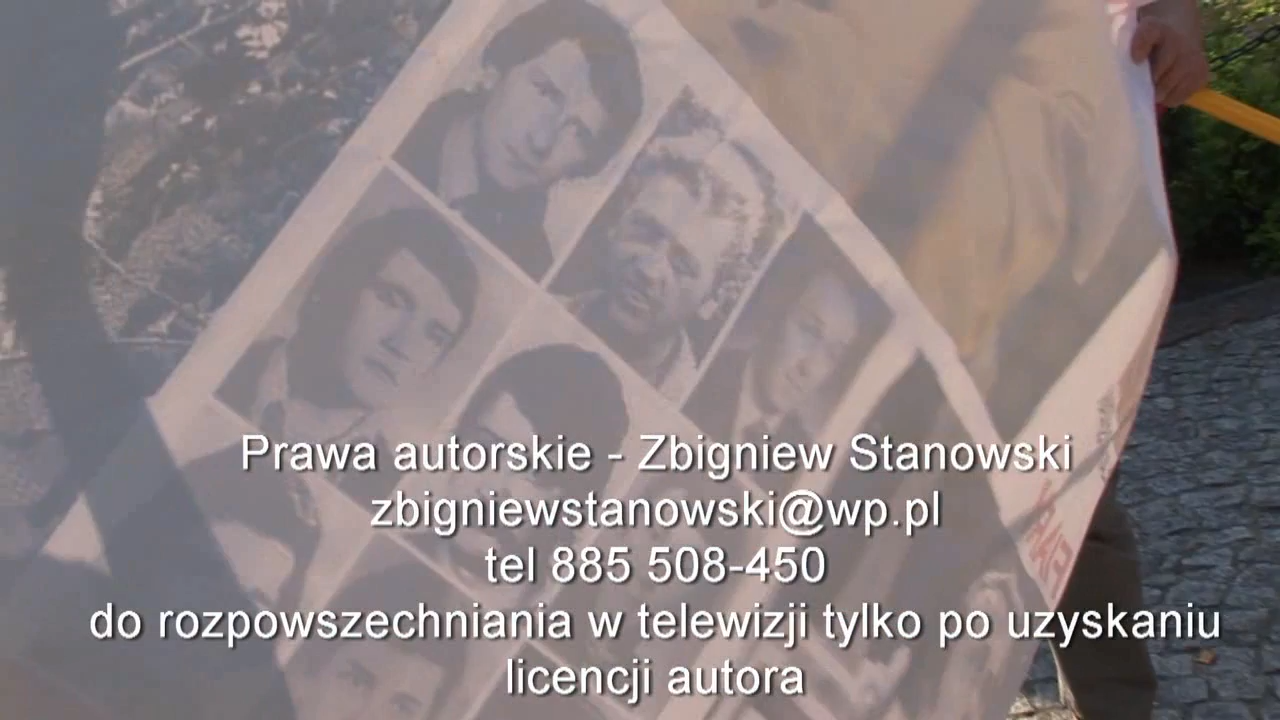 Prawa autorskie - Zbigniew Stanowski
zbigniewstanowski@wp.pl
tel 885 508-450
do rozpowszechniania w telewizji tylko po uzyskaniu
licencji autora